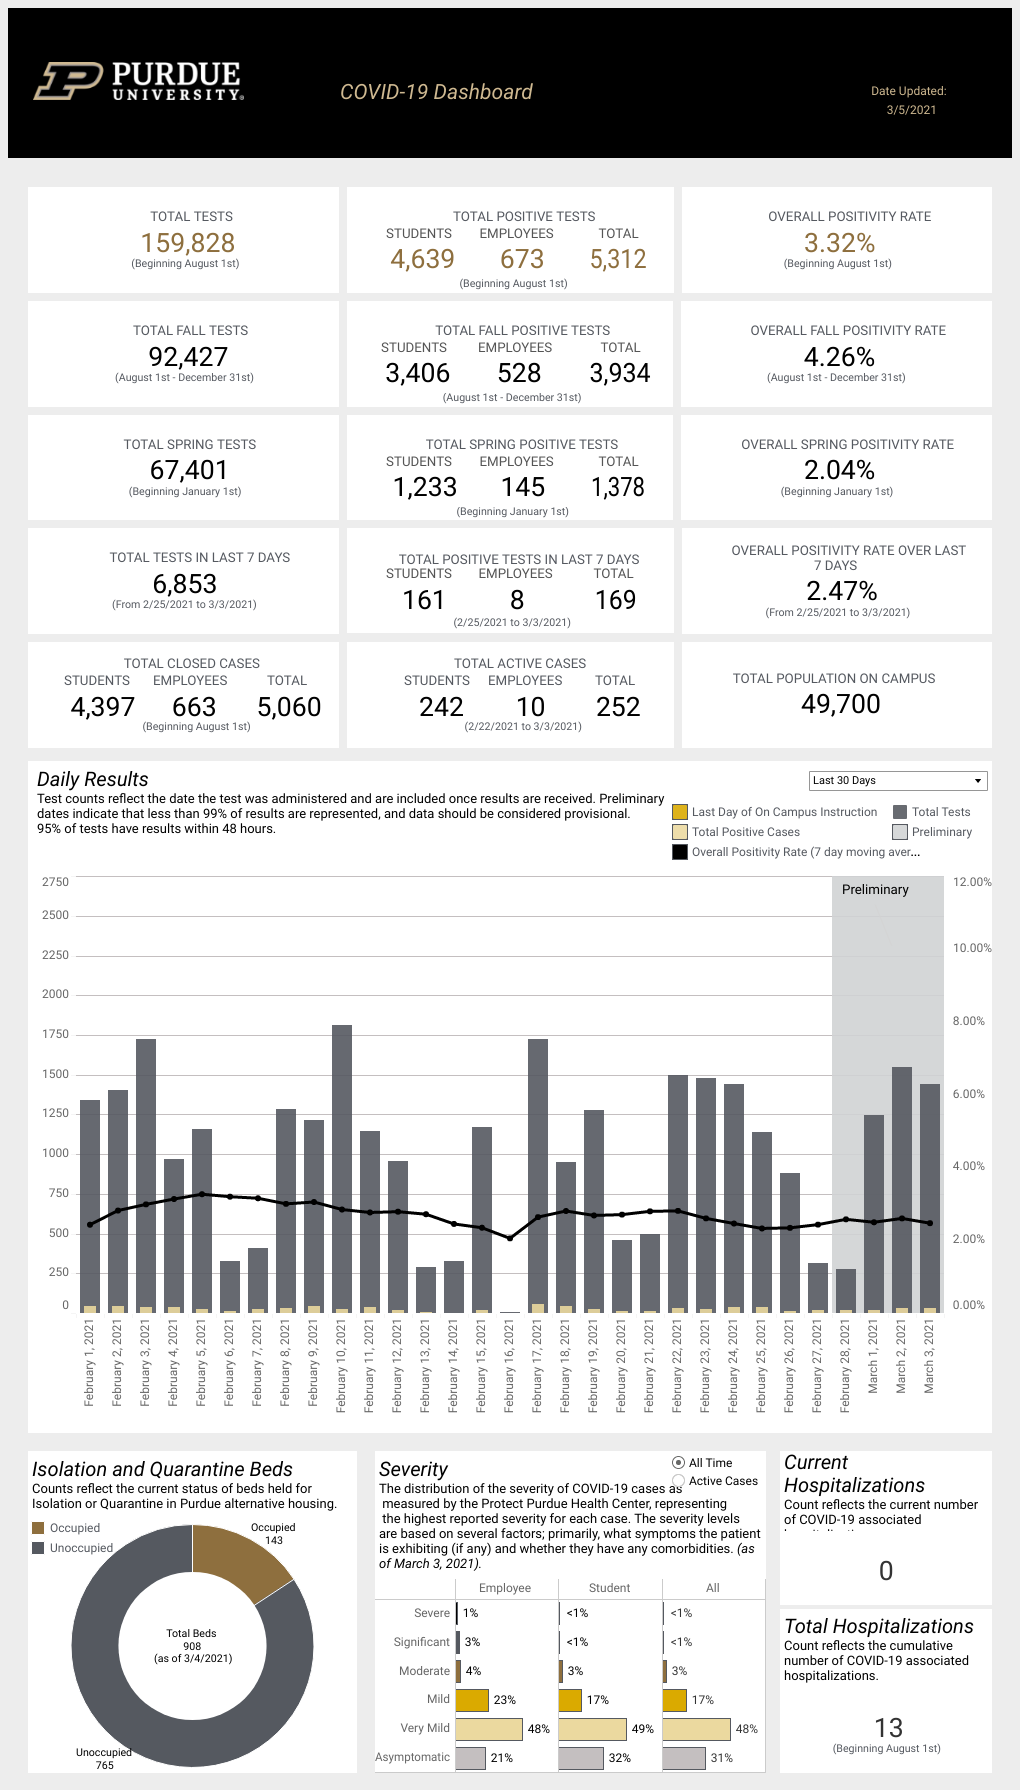 PURDUE
UNIVERSITY®
COVID-19 Dashboard
Date Updated:
3/5/2021
TOTAL TESTS
159,828
(Beginning August 1st)
TOTAL POSITIVE TESTS
STUDENTS EMPLOYEES TOTAL
4,639 673 5,312
(Beginning August 1st)
OVERALL POSITIVITY RATE
3.32%
(Beginning August 1st)
TOTAL FALL TESTS
92,427
(August 1st - December 31st)
TOTAL FALL POSITIVE TESTS
STUDENTS EMPLOYEES TOTAL
3,406 528 3,934
(August 1st - December 31st)
OVERALL FALL POSITIVITY RATE
4.26%
(August 1st - December 31st)
TOTAL SPRING TESTS
67,401
(Beginning January 1st)
TOTAL SPRING POSITIVE TESTS
STUDENTS EMPLOYEES TOTAL
1,233 145 1,378
(Beginning January 1st)
OVERALL SPRING POSITIVITY RATE
2.04%
(Beginning January 1st)
TOTAL TESTS IN LAST 7 DAYS
6,853
(From 2/25/2021 to 3/3/2021)
TOTAL POSITIVE TESTS IN LAST 7 DAYS
STUDENTS EMPLOYEES TOTAL
161 8 169
(2/25/2021 to 3/3/2021)
OVERALL POSITIVITY RATE OVER LAST
7 DAYS
2.47%
(From 2/25/2021 to 3/3/2021)
TOTAL CLOSED CASES
STUDENTS EMPLOYEES TOTAL
4,397 663 5,060
(Beginning August 1st)
TOTAL ACTIVE CASES
STUDENTS EMPLOYEES TOTAL
242 10 252
(2/22/2021 to 3/3/2021)
TOTAL POPULATION ON CAMPUS
49,700
Daily Results
Test counts reflect the date the test was administered and are included once results are received. Preliminary
dates indicate that less than 99% of results are represented, and data should be considered provisional.
95% of tests have results within 48 hours.
Last 30 Days
Last Day of On Campus Instruction
Total Tests
Total Positive Cases
Preliminary
Overall Positivity Rate (7 day moving aver...
Preliminary
2750
2500
2250
2000
1750
1500
1250
1000
750
500
250
0
12.00%
10.00%
8.00%
6.00%
4.00%
2.00%
0.00%
February 1, 2021
February 2, 2021
February 3, 2021
February 4, 2021
February 5, 2021
February 6, 2021
February 7, 2021
February 8, 2021
February 9, 2021
February 10, 2021
February 11, 2021
February 12, 2021
February 13, 2021
February 14, 2021
February 15, 2021
February 16, 2021
February 17, 2021
February 18, 2021
February 19, 2021
February 20, 2021
February 21, 2021
February 22, 2021
February 23, 2021
February 24, 2021
February 25, 2021
February 26, 2021
February 27, 2021
February 28, 2021
March 1, 2021
March 2, 2021
March 3, 2021
Isolation and Quarantine Beds
Counts reflect the current status of beds held for
Isolation or Quarantine in Purdue alternative housing.
Occupied
Unoccupied
Occupied
143
Total Beds
908
(as of 3/4/2021)
Unoccupied
765
Severity
All Time
Active Cases
The distribution of the severity of COVID-19 cases as
measured by the Protect Purdue Health Center, representing
the highest reported severity for each case. The severity levels
are based on several factors; primarily, what symptoms the patient
is exhibiting (if any) and whether they have any comorbidities. (as
of March 3, 2021).
Employee Student All
Severe 1% <1% <1%
Significant 3% <1% <1%
Moderate 4% 3% 3%
Mild 23% 17% 17%
Very Mild 48% 49% 48%
Asymptomatic 21% 32% 31%
Current
Hospitalizations
Count reflects the current number
of COVID-19 associated
0
Total Hospitalizations
Count reflects the cumulative
number of COVID-19 associated
hospitalizations.
13
(Beginning August 1st)